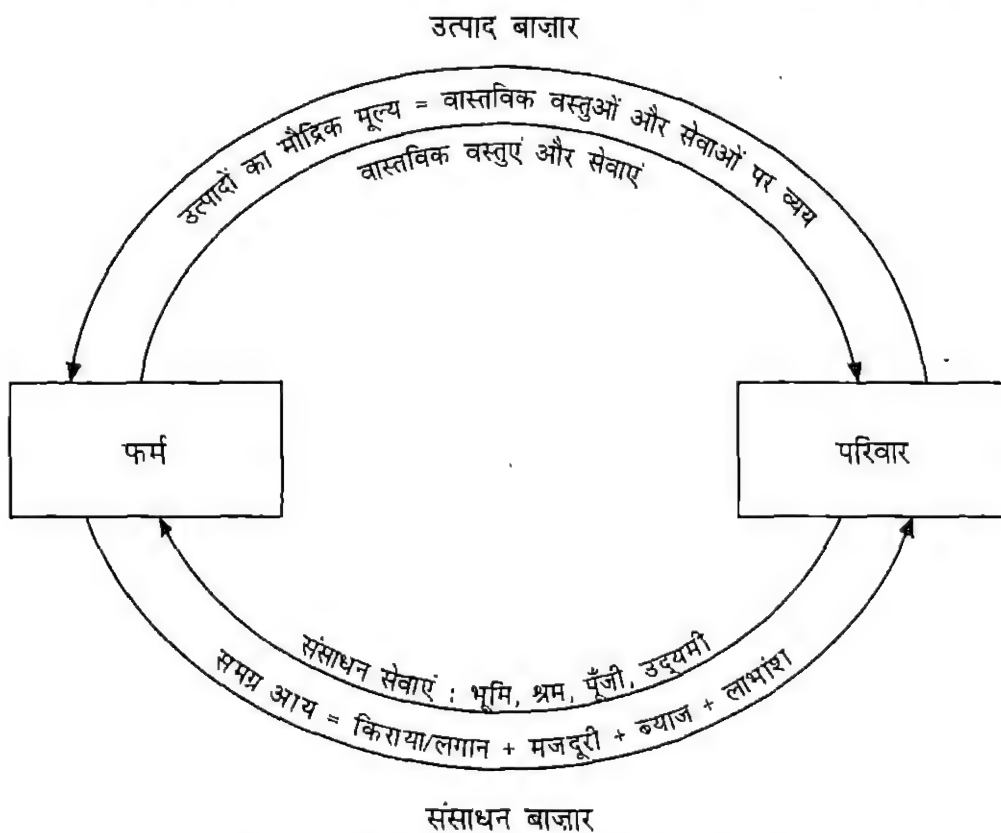 उत्पाद बाज़ार
उत्पादों का मौद्रिक मूल्य = वास्तविक वस्तुओं और सेवाओं पर व्यय
वास्तविक वस्तुएं और सेवाएं
फर्म
परिवार
संसाधन सेवाएं : भूमि, श्रम, पूँजी, उद्यमी
समग्र आय = किराया/लगान + मजदूरी + ब्याज + लाभांश
संसाधन बाज़ार